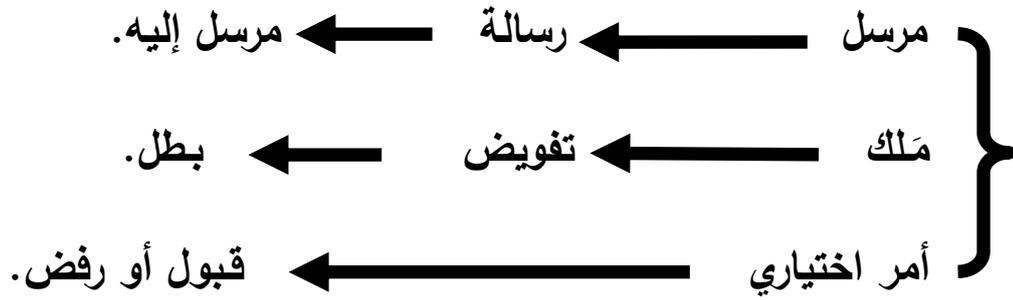 مرسل رسالة مرسل إليه.
مَلك تفويض بطل.
أمر اختياري قبول أو رفض.